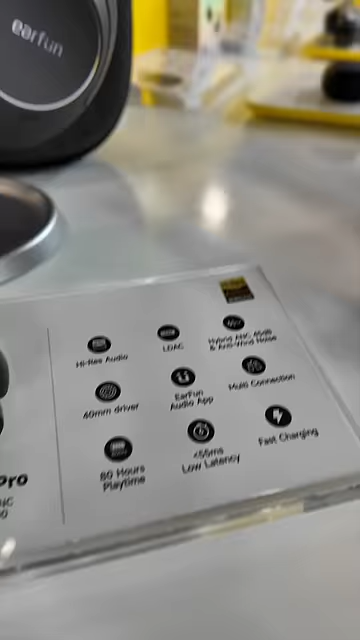 earfun
Hi-Res Audio
LDAC
Hybrid ANC 45dB
& Anti-Wind Noise
40mm driver
EarFun
Audio App
Multi Connection
80 Hours
Playtime
<55ms
Low Latency
Fast Charging
Pro
NC